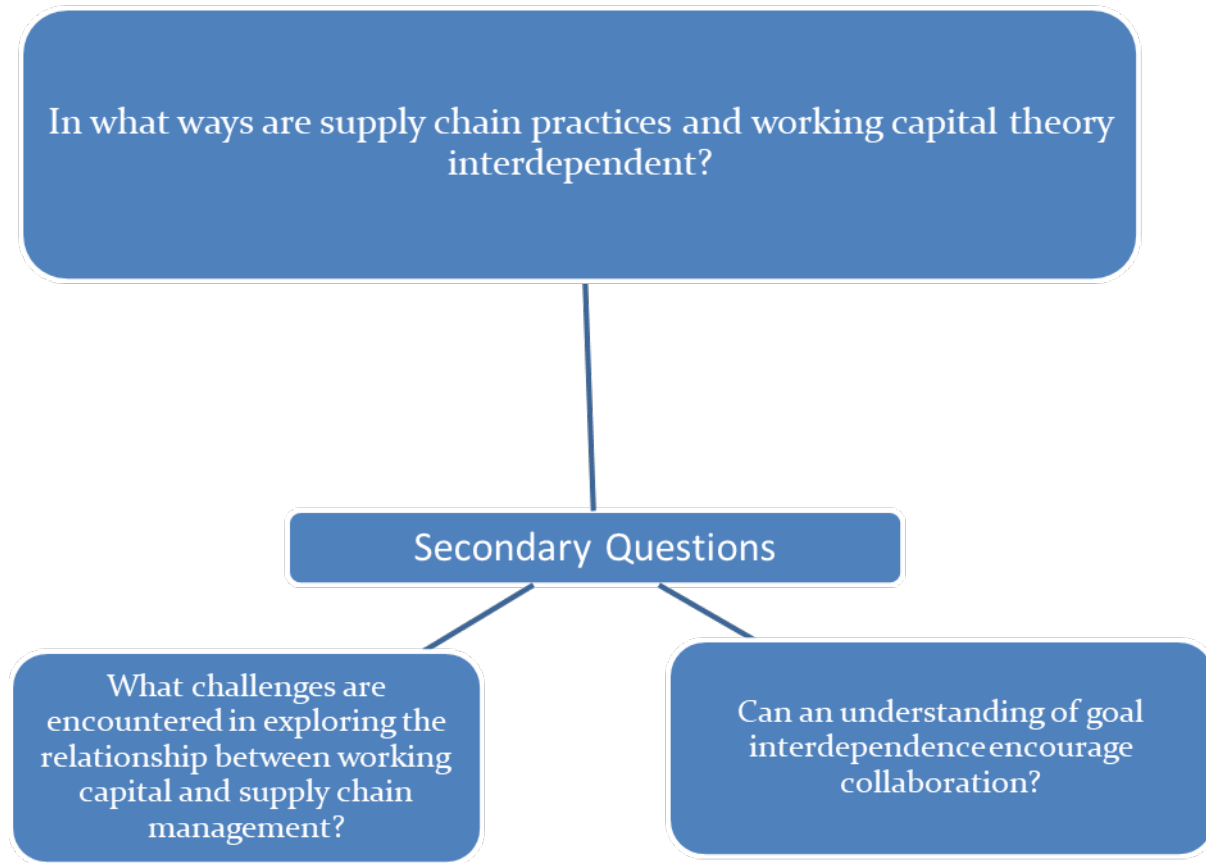 In what ways are supply chain practices and working capital theory
interdependent?
Secondary Questions
What challenges are
encountered in exploring the
relationship between working
capital and supply chain
management?
Can an understanding of goal
interdependence encourage
collaboration?